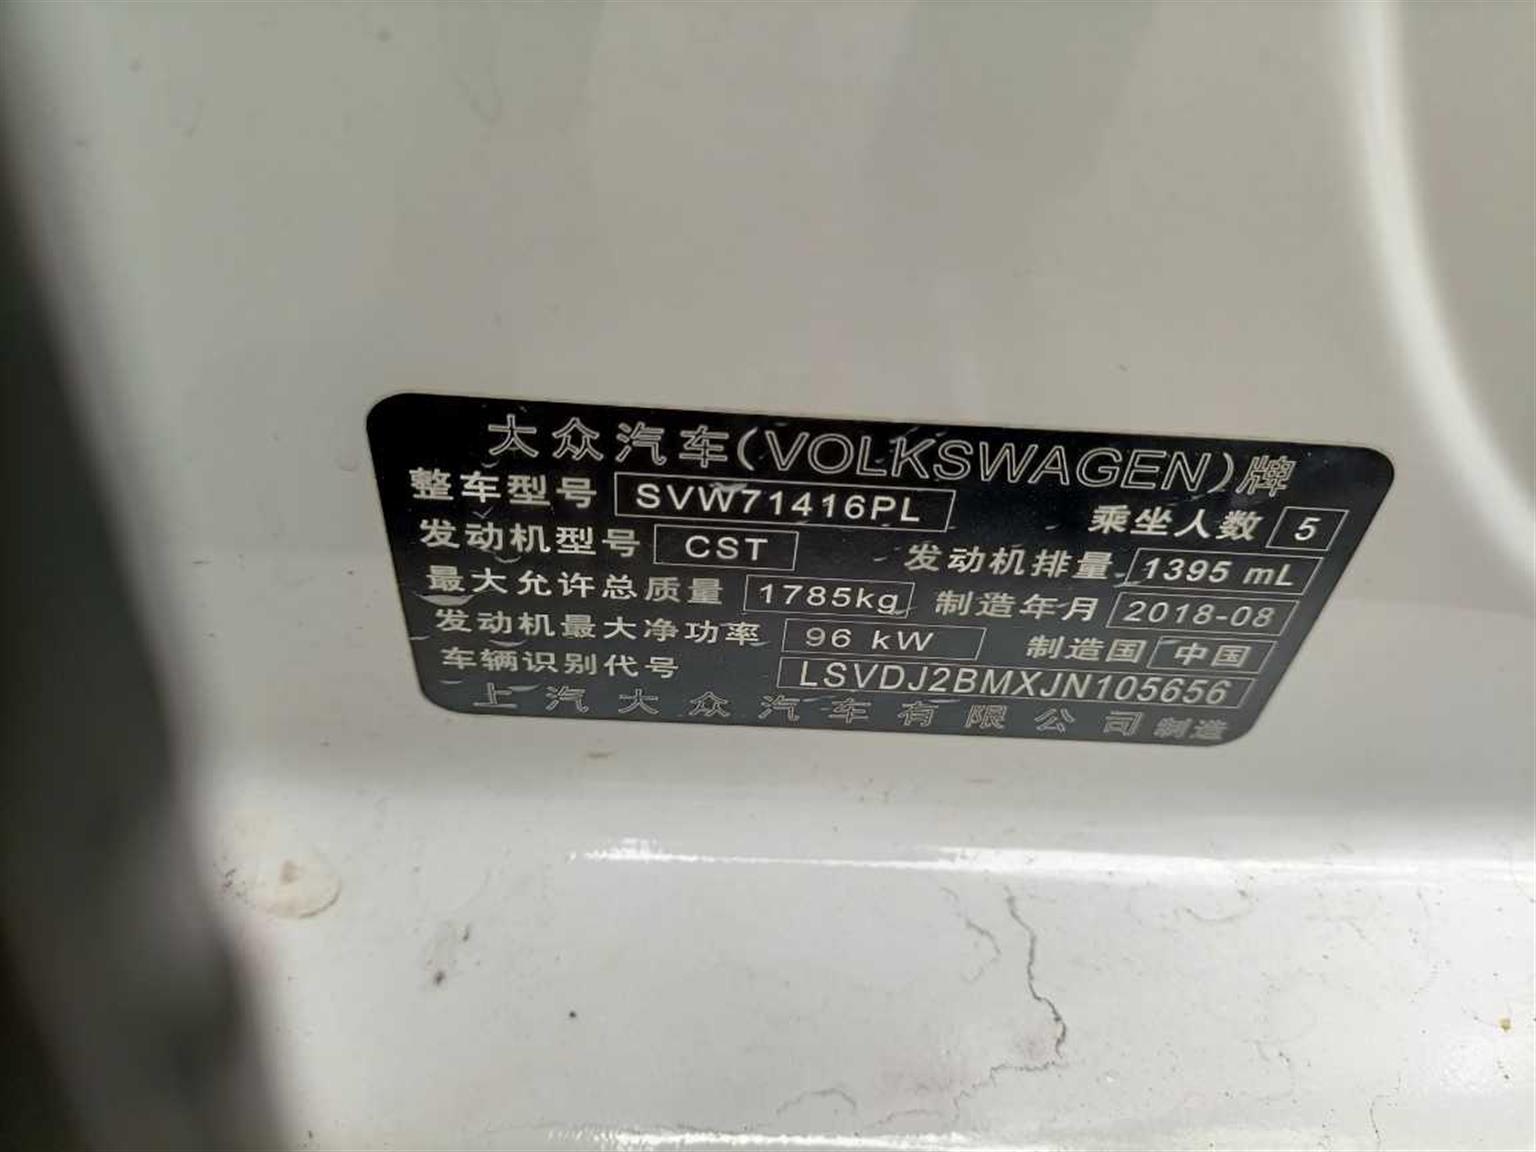 大众汽车(VOLKSWAGEN)牌
整车型号 SVW71416PL 乘坐人数 5
发动机型号 CST 发动机排量 1395 mL
最大允许总质量 1785kg 制造年月 2018-08
发动机最大净功率 96 kW 制造国 中国
车辆识别代号 LSVDJ2BMXJN105656
上汽大众汽车有限公司 制造